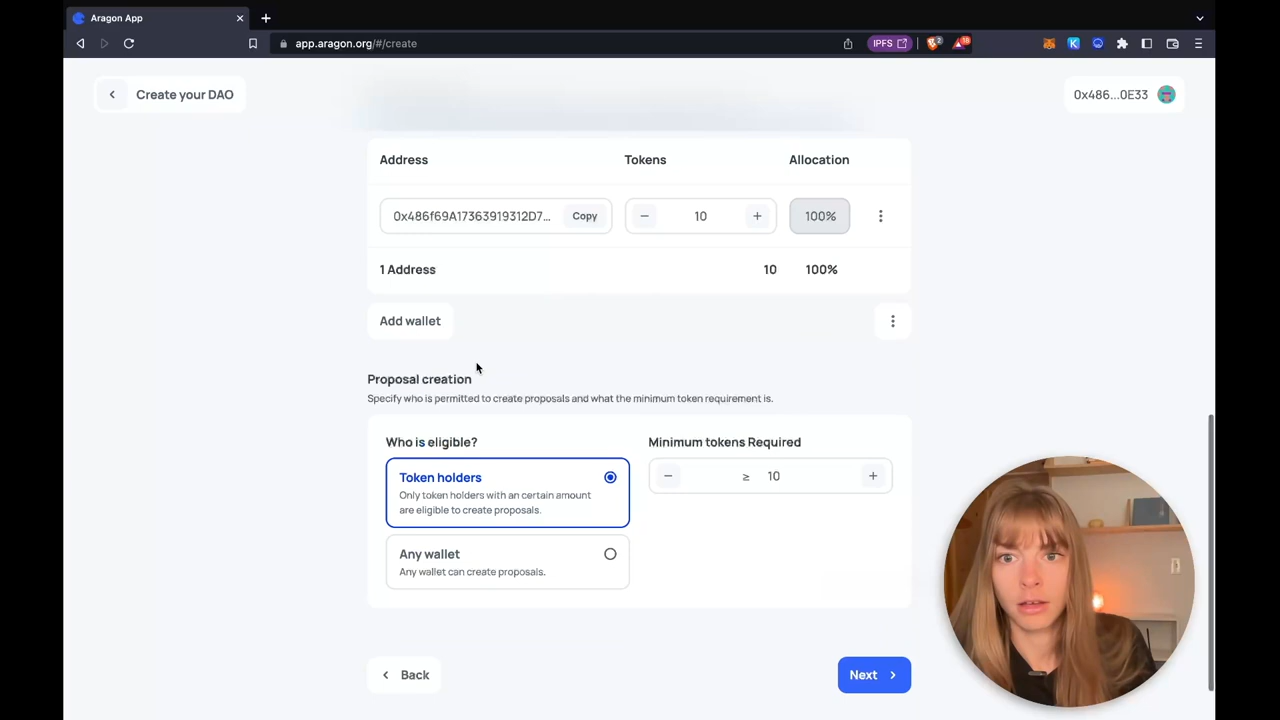 Aragon App
app.aragon.org/#/create
IPFS
2
18
Create your DAO
0x486...0E33
Address
Tokens
Allocation
0x486f69A17363919312D7...
Copy
10
100%
1 Address
10
100%
Add wallet
Proposal creation
Specify who is permitted to create proposals and what the minimum token requirement is.
Who is eligible?
Minimum tokens Required
Token holders
Only token holders with an certain amount
are eligible to create proposals.
≥ 10
Any wallet
Any wallet can create proposals.
Back
Next